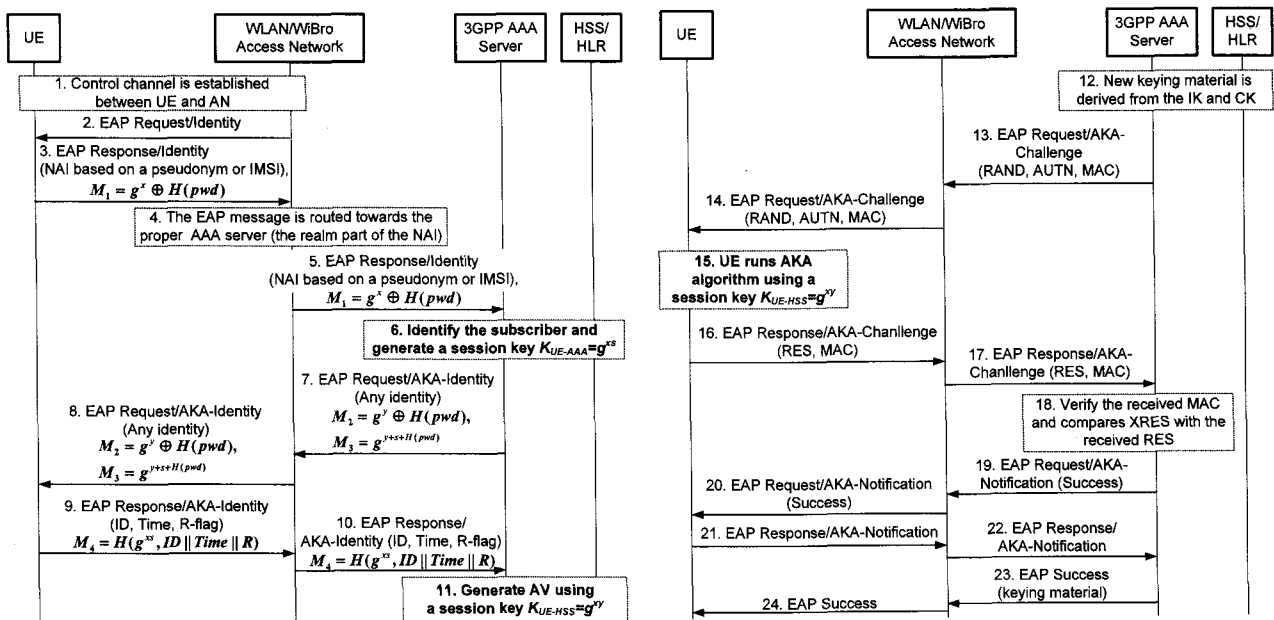 UE
WLAN/WiBro
Access Network
3GPP AAA
Server
HSS/
HLR
1. Control channel is established
between UE and AN
2. EAP Request/Identity
3. EAP Response/Identity
(NAI based on a pseudonym or IMSI),
M₁ = gˣ ⊕ H(pwd)
4. The EAP message is routed towards the
proper AAA server (the realm part of the NAI)
5. EAP Response/Identity
(NAI based on a pseudonym or IMSI),
M₁ = gˣ ⊕ H(pwd)
6. Identify the subscriber and
generate a session key K_{UE-AAA}=g^{xs}
7. EAP Request/AKA-Identity
(Any identity)
M₂ = g^y ⊕ H(pwd),
M₃ = g^{y+s+H(pwd)}
8. EAP Request/AKA-Identity
(Any identity)
M₂ = g^y ⊕ H(pwd),
M₃ = g^{y+s+H(pwd)}
9. EAP Response/AKA-Identity
(ID, Time, R-flag)
M₄ = H(g^{xs}, ID || Time || R)
10. EAP Response/
AKA-Identity (ID, Time, R-flag)
M₄ = H(g^{xs}, ID || Time || R)
11. Generate AV using
a session key K_{UE-HSS}=g^{xy}
UE
WLAN/WiBro
Access Network
3GPP AAA
Server
HSS/
HLR
12. New keying material is
derived from the IK and CK
13. EAP Request/AKA-
Challenge
(RAND, AUTN, MAC)
14. EAP Request/AKA-Challenge
(RAND, AUTN, MAC)
15. UE runs AKA
algorithm using a
session key K_{UE-HSS}=g^{xy}
16. EAP Response/AKA-Chanllenge
(RES, MAC)
17. EAP Response/AKA-
Chanllenge (RES, MAC)
18. Verify the received MAC
and compares XRES with the
received RES
19. EAP Request/AKA-
Notification (Success)
20. EAP Request/AKA-Notification
(Success)
21. EAP Response/AKA-Notification
22. EAP Response/
AKA-Notification
23. EAP Success
(keying material)
24. EAP Success